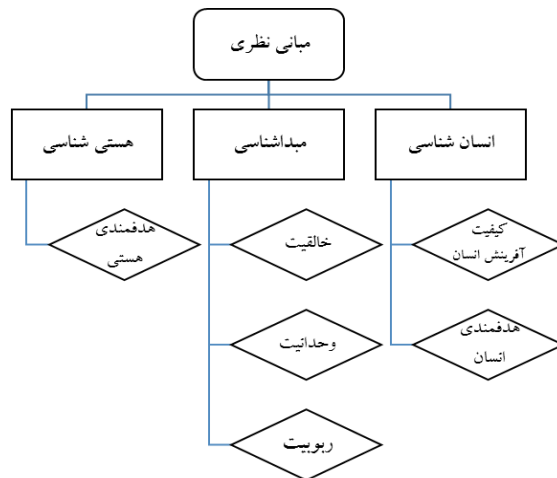 مبانی نظری
انسان شناسی
مبداشناسی
هستی شناسی
کیفیت
آفرینش انسان
خالقیت
هدفمندی
هستی
هدفمندی
انسان
وحدانیت
ربوبیت